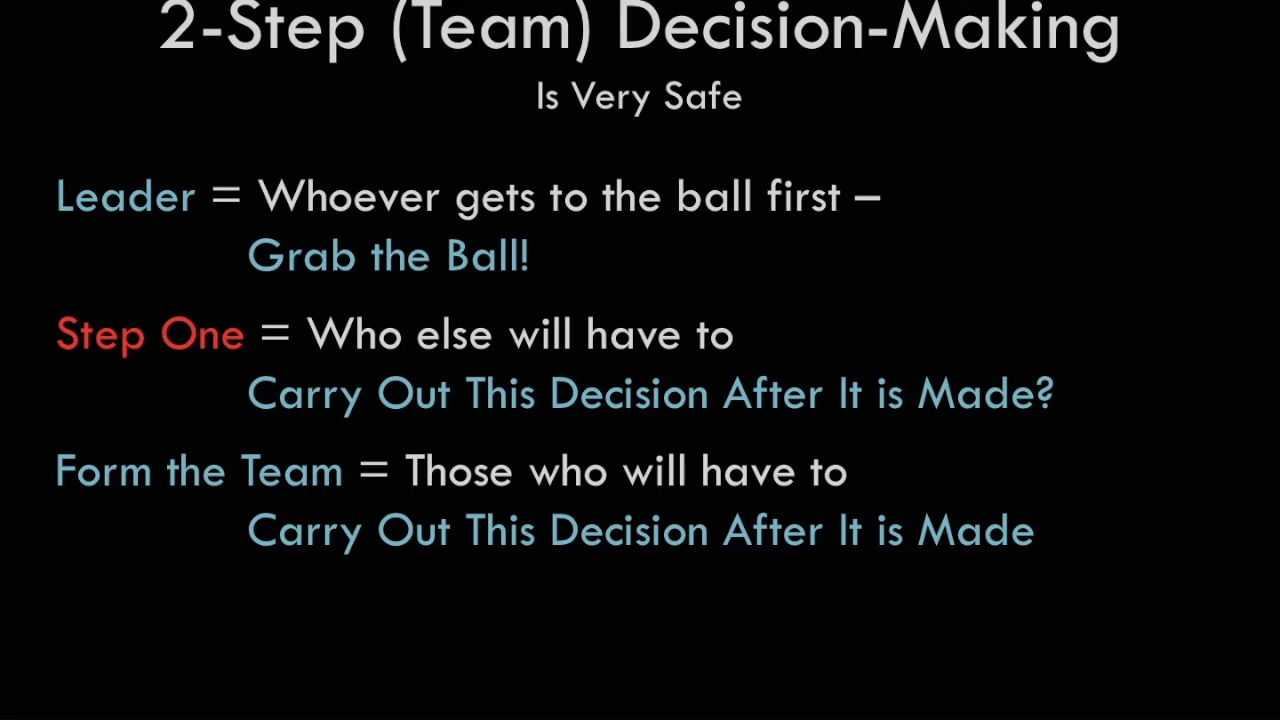 2-Step (Team) Decision-Making
Is Very Safe
Leader = Whoever gets to the ball first –
Grab the Ball!
Step One = Who else will have to
Carry Out This Decision After It is Made?
Form the Team = Those who will have to
Carry Out This Decision After It is Made